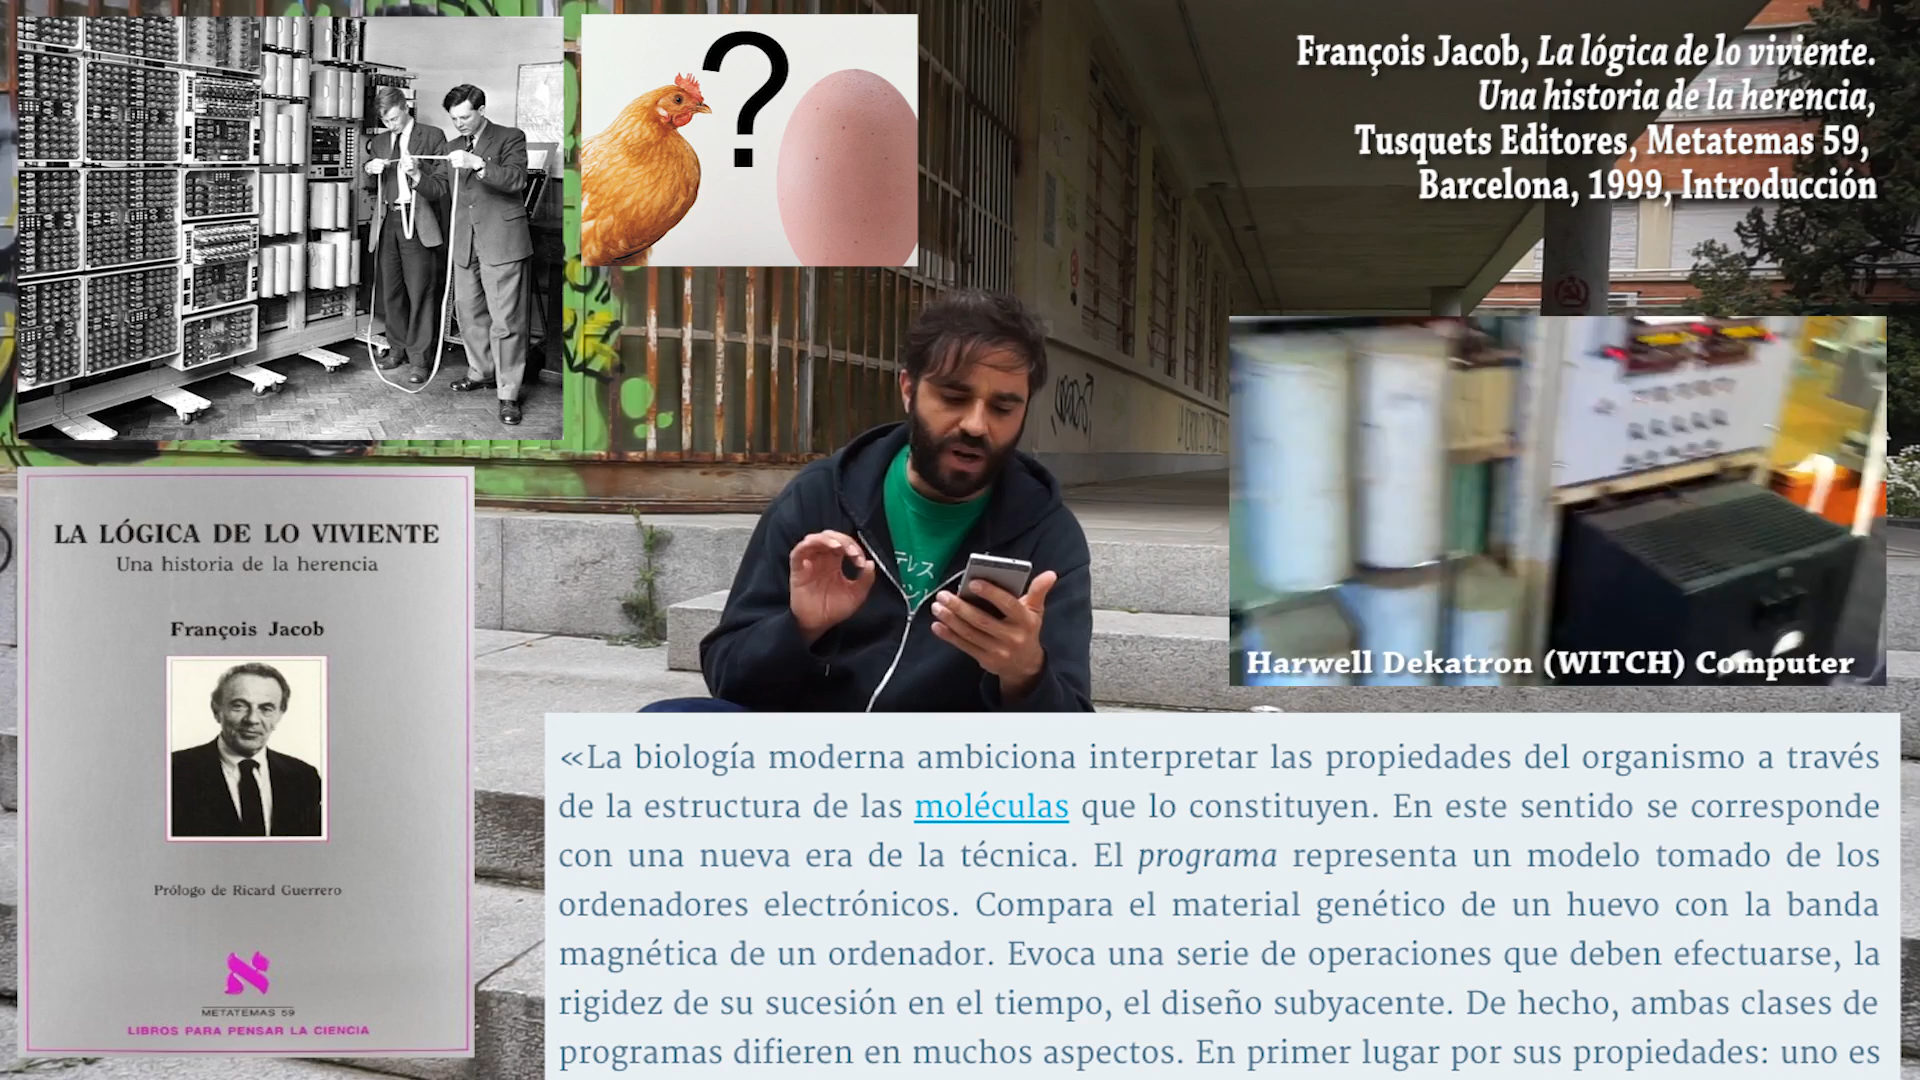 ?
François Jacob, La lógica de lo viviente.
Una historia de la herencia,
Tusquets Editores, Metatemas 59,
Barcelona, 1999, Introducción
LA LÓGICA DE LO VIVIENTE
Una historia de la herencia
François Jacob
Prólogo de Ricard Guerrero
METATEMAS 59
LIBROS PARA PENSAR LA CIENCIA
Harwell Dekatron (WITCH) Computer
«La biología moderna ambiciona interpretar las propiedades del organismo a través
de la estructura de las moléculas que lo constituyen. En este sentido se corresponde
con una nueva era de la técnica. El programa representa un modelo tomado de los
ordenadores electrónicos. Compara el material genético de un huevo con la banda
magnética de un ordenador. Evoca una serie de operaciones que deben efectuarse, la
rigidez de su sucesión en el tiempo, el diseño subyacente. De hecho, ambas clases de
programas difieren en muchos aspectos. En primer lugar por sus propiedades: uno es